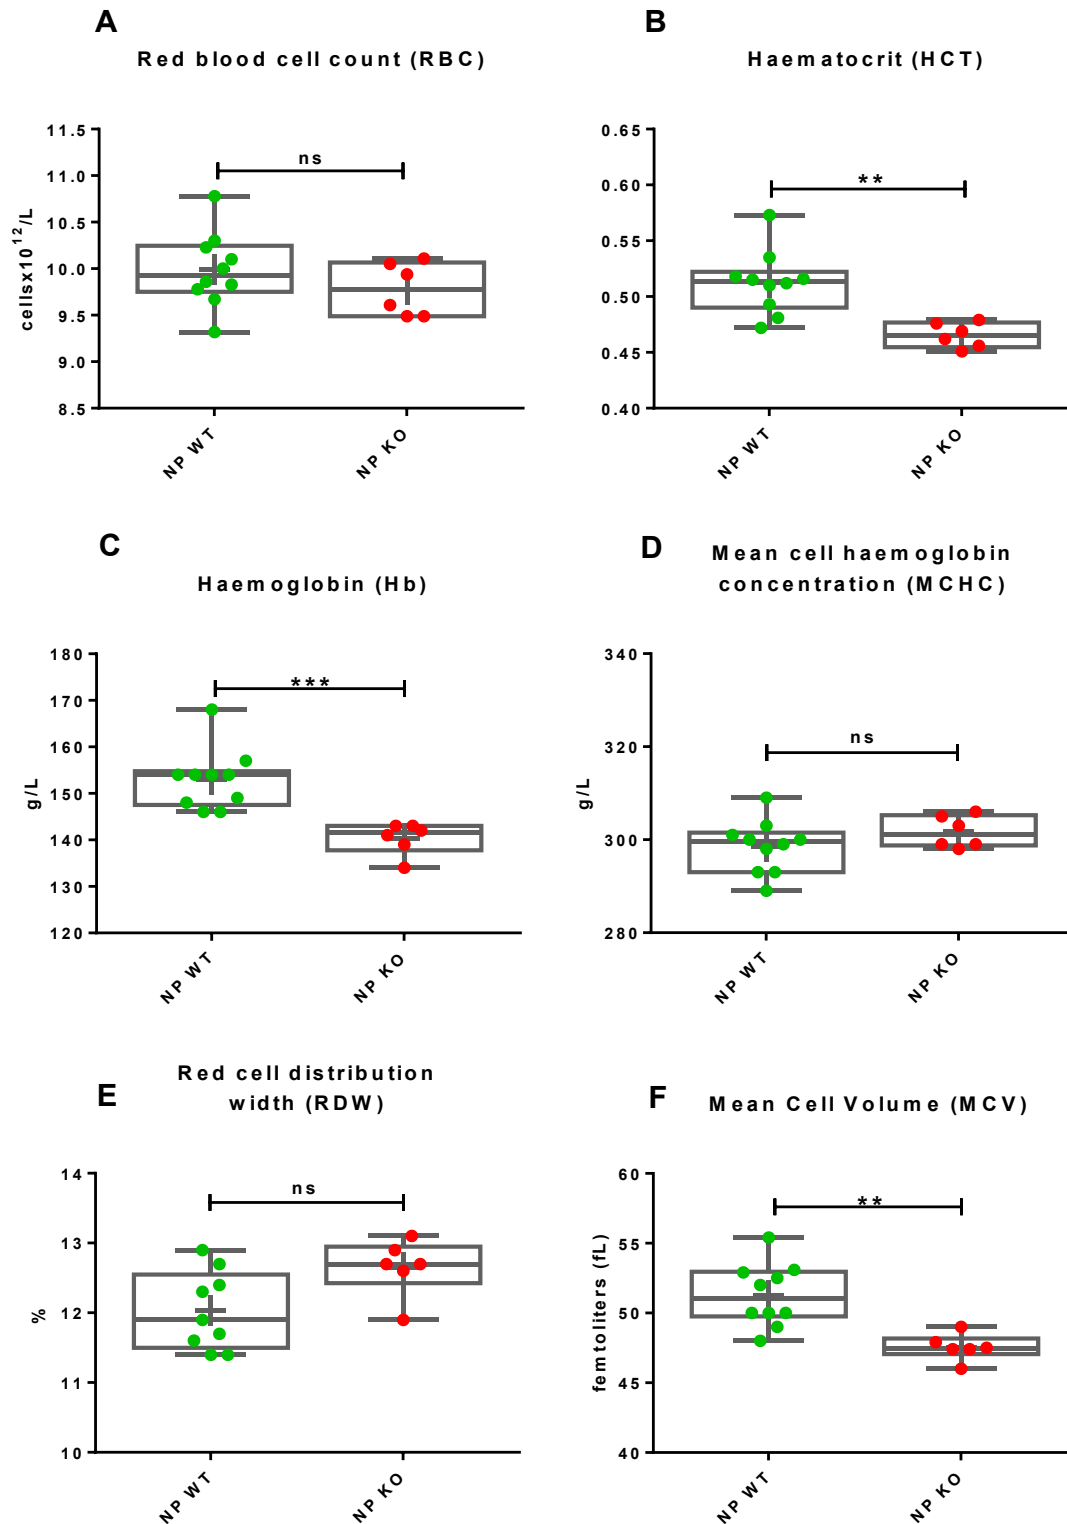 A
Red blood cell count (RBC)
cellsx10^12/L
11.5
11.0
10.5
10.0
9.5
9.0
8.5
ns
NP WT
NP KO
B
Haematocrit (HCT)
0.65
0.60
0.55
0.50
0.45
0.40
**
NP WT
NP KO
C
Haemoglobin (Hb)
g/L
180
170
160
150
140
130
120
***
NP WT
NP KO
D
Mean cell haemoglobin
concentration (MCHC)
g/L
340
320
300
280
ns
NP WT
NP KO
E
Red cell distribution
width (RDW)
%
14
13
12
11
10
ns
NP WT
NP KO
F
Mean Cell Volume (MCV)
femtoliters (fL)
60
55
50
45
40
**
NP WT
NP KO